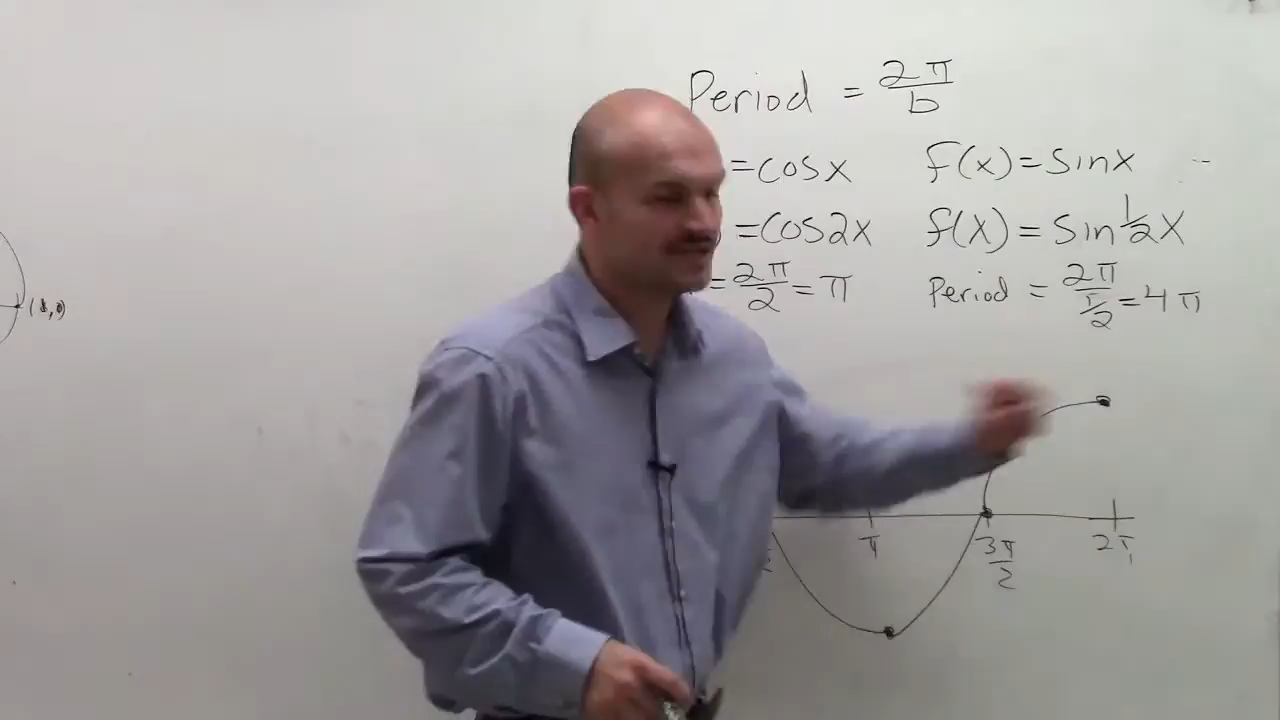 Period = 2π/b
=cosx f(x)=sinx
=cos2x f(x)=sin½x
=2π/2=π Period = 2π/½=4π
(1,0)
π 3π/2 2π